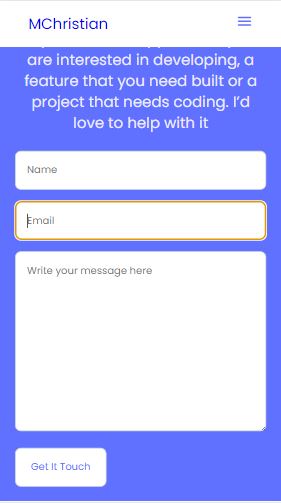 MChristian
are interested in developing, a
feature that you need built or a
project that needs coding. I'd
love to help with it
Name
Email
Write your message here
Get It Touch